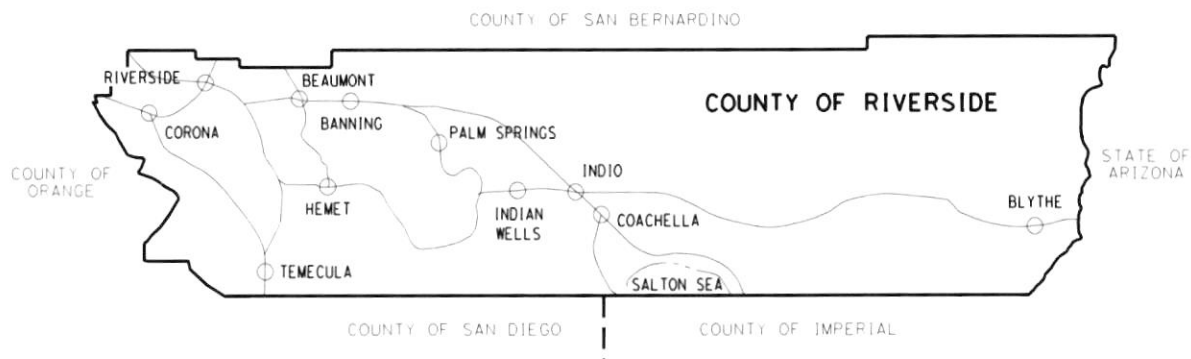 COUNTY OF SAN BERNARDINO
RIVERSIDE
BEAUMONT
COUNTY OF RIVERSIDE
BANNING
CORONA
PALM SPRINGS
STATE OF
ARIZONA
COUNTY OF
ORANGE
INDIO
HEMET
INDIAN
WELLS
COACHELLA
BLYTHE
TEMECULA
SALTON SEA
COUNTY OF SAN DIEGO
COUNTY OF IMPERIAL